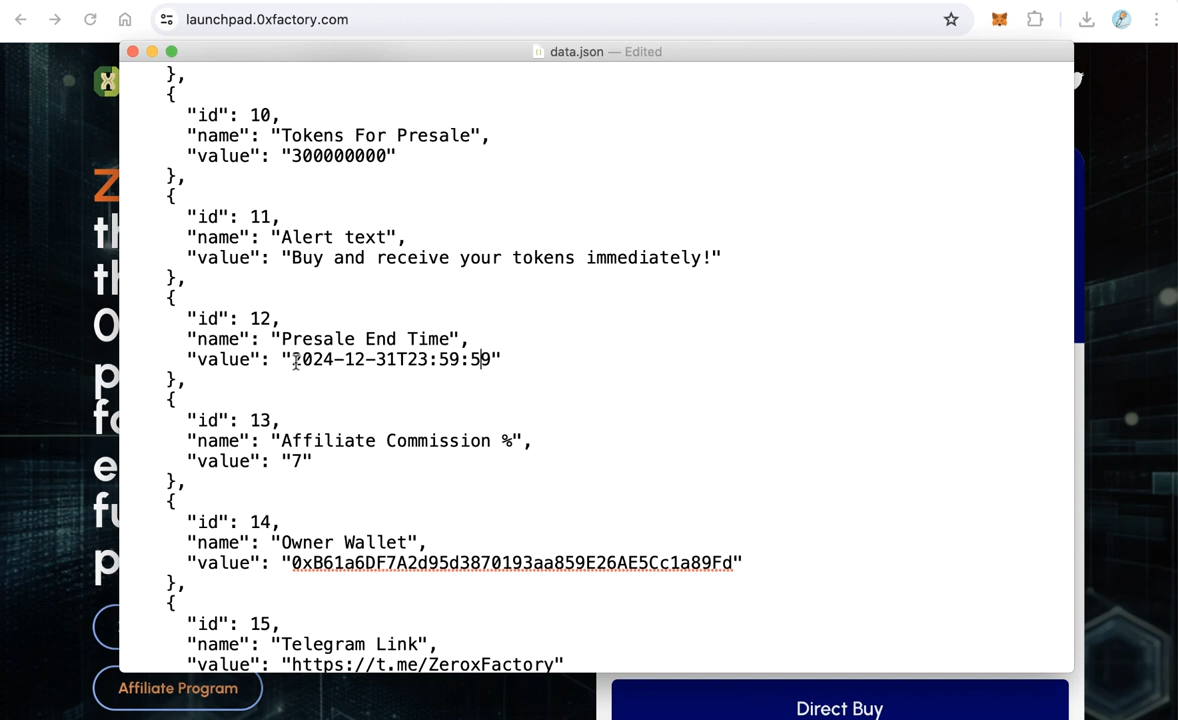 launchpad.0xfactory.com
data.json — Edited
},
{
"id": 10,
"name": "Tokens For Presale",
"value": "300000000"
},
{
"id": 11,
"name": "Alert text",
"value": "Buy and receive your tokens immediately!"
},
{
"id": 12,
"name": "Presale End Time",
"value": "2024-12-31T23:59:59"
},
{
"id": 13,
"name": "Affiliate Commission %",
"value": "7"
},
{
"id": 14,
"name": "Owner Wallet",
"value": "0xB61a6DF7A2d95d3870193aa859E26AE5Cc1a89Fd"
},
{
"id": 15,
"name": "Telegram Link",
"value": "https://t.me/ZeroxFactory"
Affiliate Program
Direct Buy